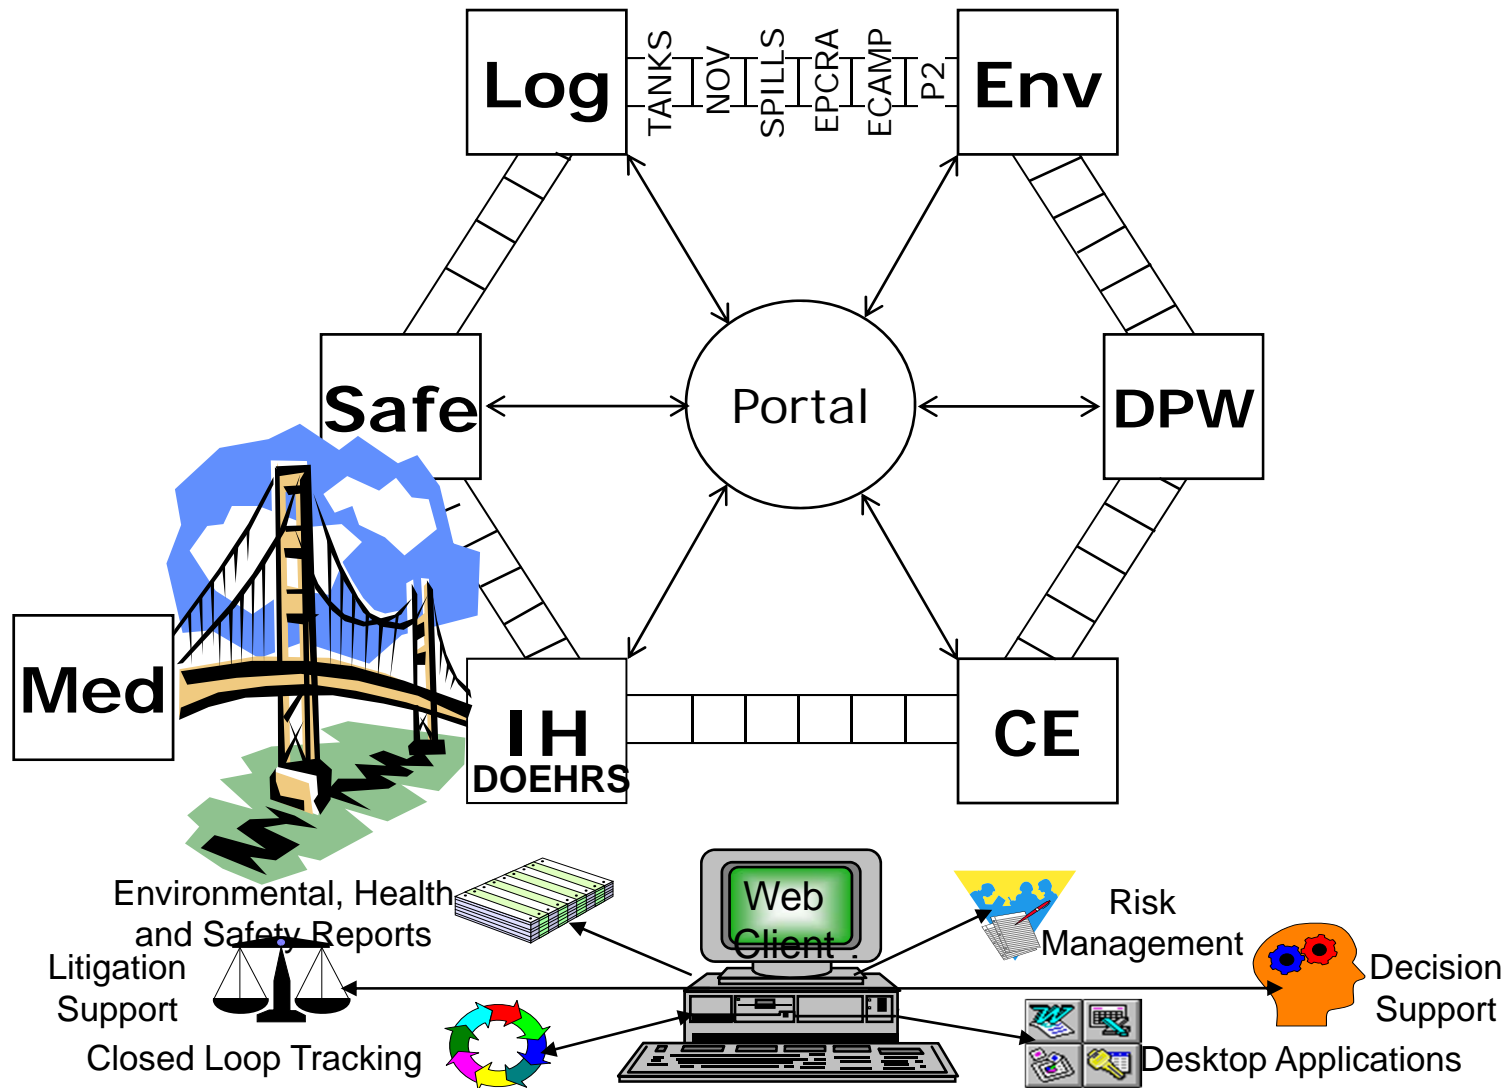 Log
TANKS
NOV
SPILLS
EPCRA
ECAMP
P2
Env
Safe
Portal
DPW
Med
IH
DOEHRS
CE
Environmental, Health
and Safety Reports
Web
Client .
Risk
Management
Litigation
Support
Decision
Support
Closed Loop Tracking
Desktop Applications